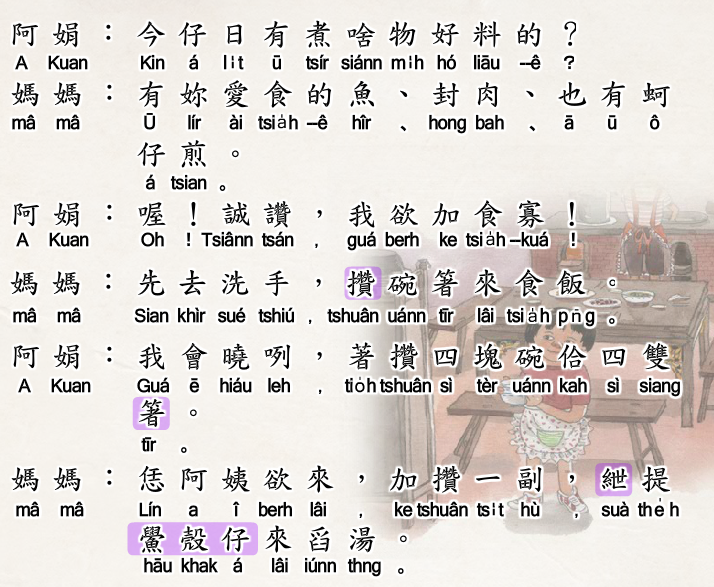 阿娟：今仔日有煮啥物好料的？
A Kuan Kin á li̍t ū tsír siánn mi̍h hó liāu --ê ?
媽媽：有妳愛食的魚、封肉、也有蚵
mâ mâ Ū lír ài tsia̍h --ê hîr 、 hong bah 、 ā ū ô
仔煎。
á tsian 。
阿娟：喔！誠讚，我欲加食寡！
A Kuan Oh ! Tsiânn tsán , guá berh ke tsia̍h --kuá !
媽媽：先去洗手，攢碗箸來食飯。
mâ mâ Sian khìr sué tshiú , tshuân uánn tīr lâi tsia̍h pn̄g 。
阿娟：我會曉咧，著攢四塊碗佮四雙
A Kuan Guá ē hiáu leh , tio̍h tshuân sì tèr uánn kah sì siang
箸。
tīr 。
媽媽：恁阿姨欲來，加攢一副，紲提
mâ mâ Lín a î berh lâi , ke tshuân tsi̍t hù , suà the̍h
鱟殼仔來舀湯。
hāu khak á lâi iúnn thng 。